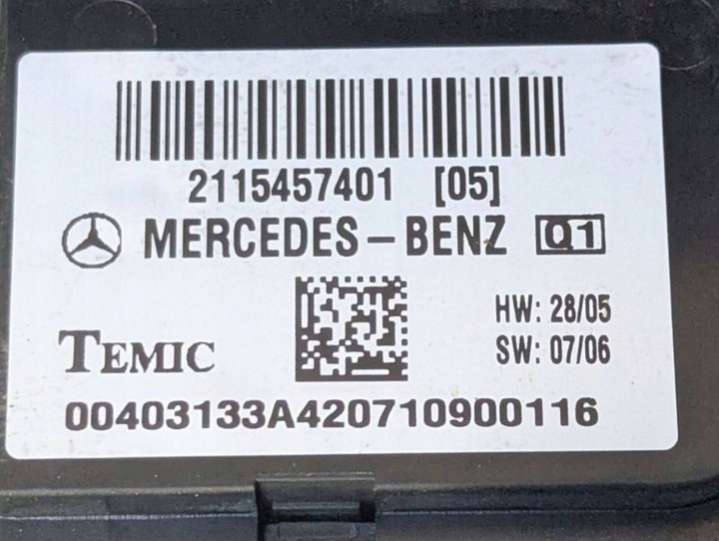 2115457401 [05]
MERCEDES-BENZ Q1
HW: 28/05
TEMIC
SW: 07/06
00403133A420710900116